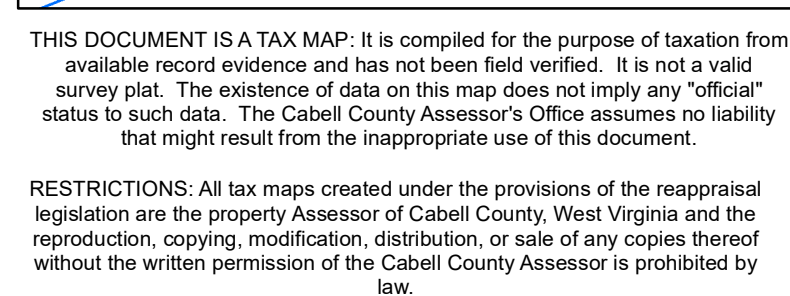 THIS DOCUMENT IS A TAX MAP: It is compiled for the purpose of taxation from
available record evidence and has not been field verified.  It is not a valid
survey plat.  The existence of data on this map does not imply any "official"
status to such data.  The Cabell County Assessor's Office assumes no liability
that might result from the inappropriate use of this document.
RESTRICTIONS: All tax maps created under the provisions of the reappraisal
legislation are the property Assessor of Cabell County, West Virginia and the
reproduction, copying, modification, distribution, or sale of any copies thereof
without the written permission of the Cabell County Assessor is prohibited by
law.